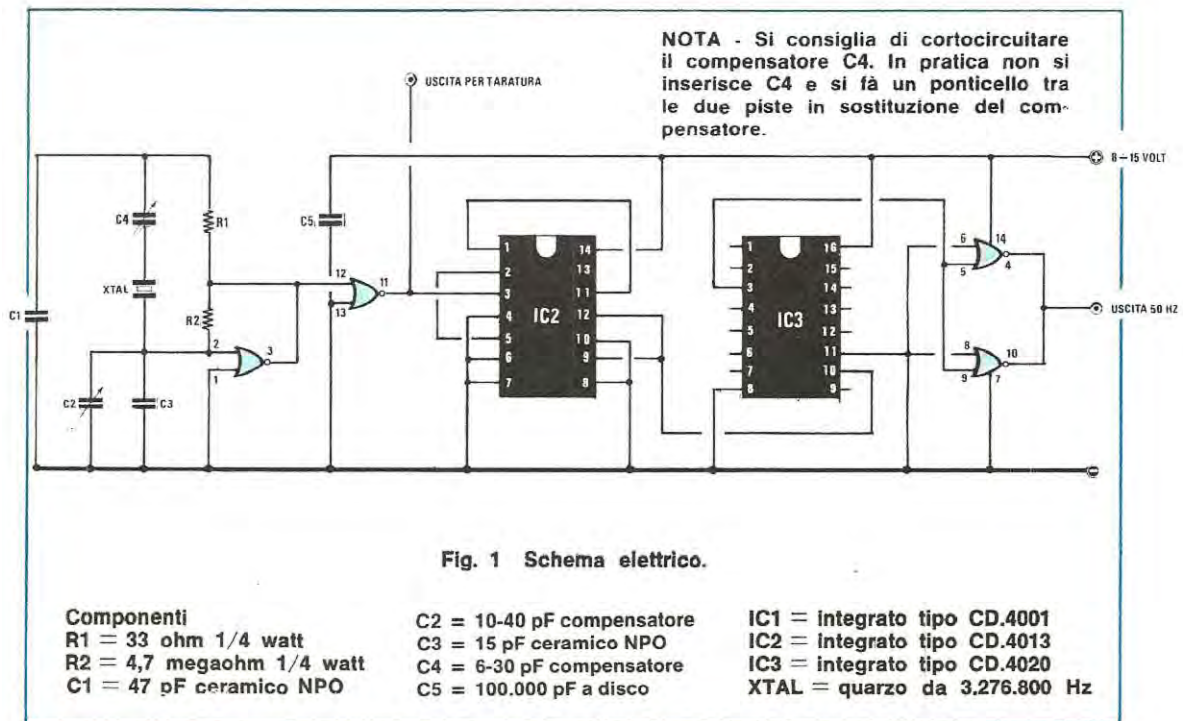 NOTA - Si consiglia di cortocircuitare
il compensatore C4. In pratica non si
inserisce C4 e si fà un ponticello tra
le due piste in sostituzione del com-
pensatore.
USCITA PER TARATURA
8-15 VOLT
C4
R1
C5
XTAL
C1
R2
C2
C3
12
13
11
2
1
3
1
2
3
4
5
6
7
14
13
11
12
10
9
8
IC2
1
2
3
4
5
6
7
8
16
15
14
13
12
11
10
9
IC3
6
5
14
4
USCITA 50 HZ
8
9
10
7
Fig. 1 Schema elettrico.
Componenti
R1 = 33 ohm 1/4 watt
R2 = 4,7 megaohm 1/4 watt
C1 = 47 pF ceramico NPO
C2 = 10-40 pF compensatore
C3 = 15 pF ceramico NPO
C4 = 6-30 pF compensatore
C5 = 100.000 pF a disco
IC1 = integrato tipo CD.4001
IC2 = integrato tipo CD.4013
IC3 = integrato tipo CD.4020
XTAL = quarzo da 3.276.800 Hz